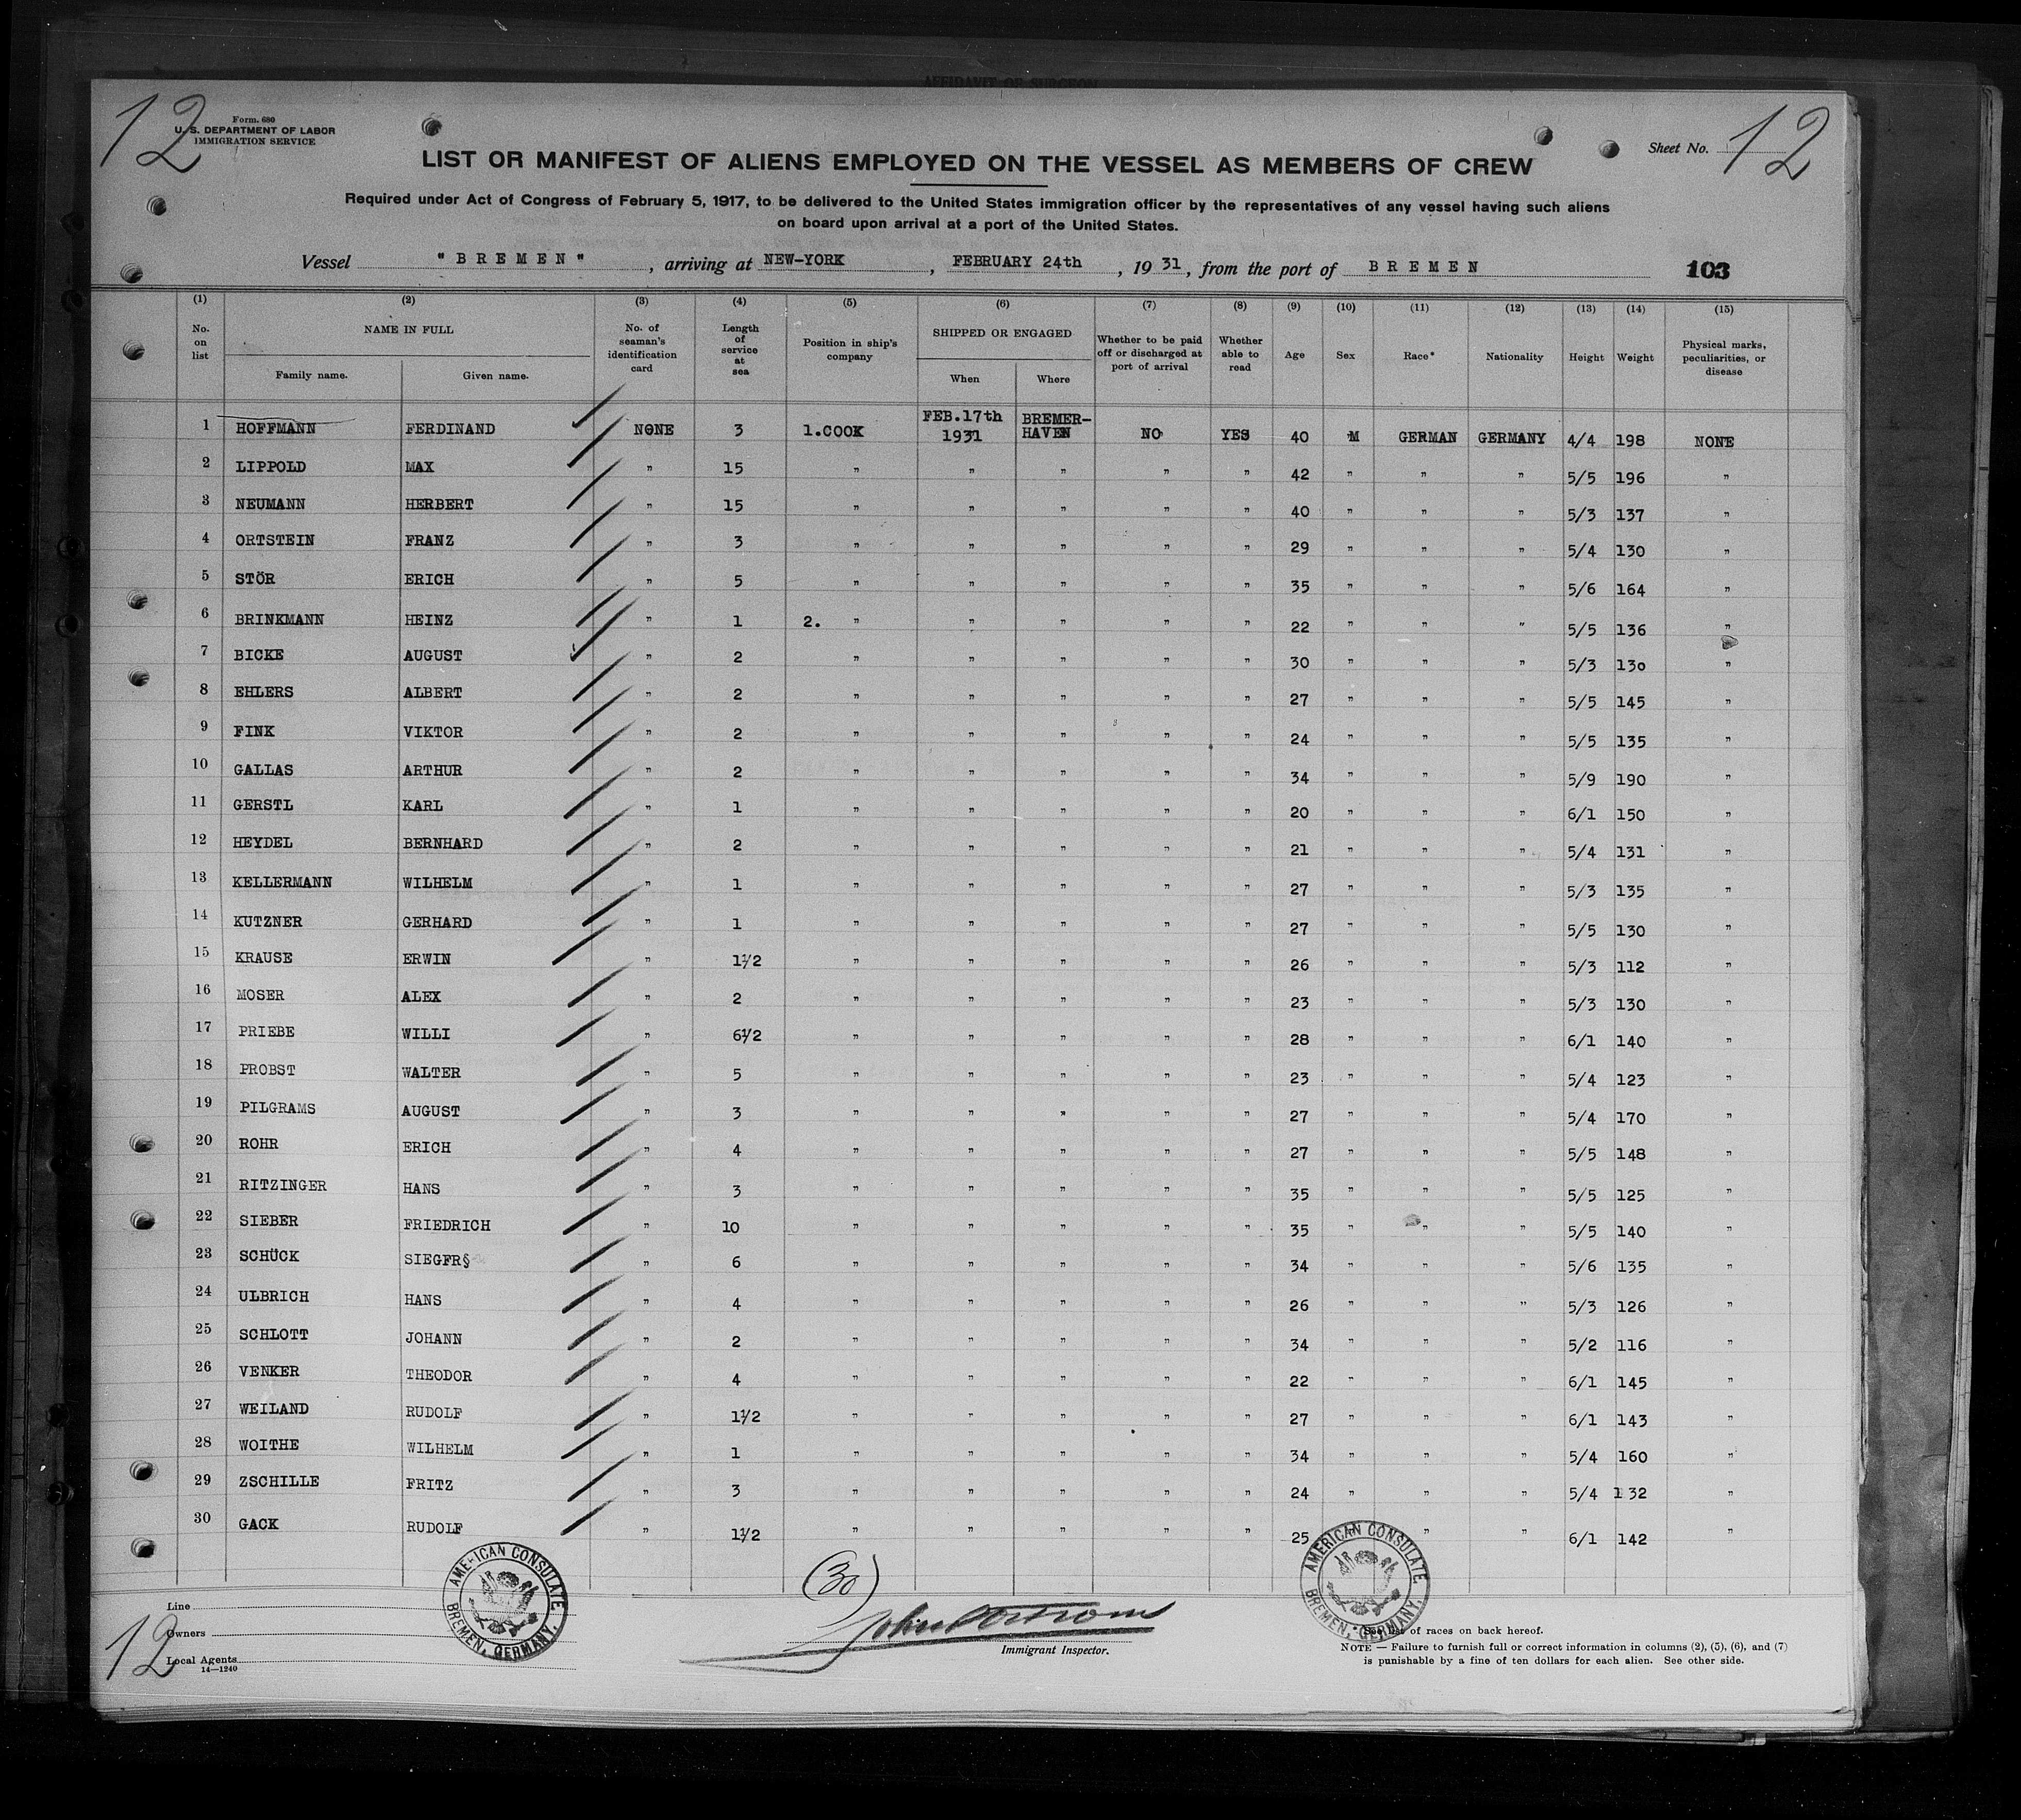 AFFIDAVIT OF SURGEON
12
Form. 680
U. S. DEPARTMENT OF LABOR
IMMIGRATION SERVICE
LIST OR MANIFEST OF ALIENS EMPLOYED ON THE VESSEL AS MEMBERS OF CREW
Sheet No. 12
Required under Act of Congress of February 5, 1917, to be delivered to the United States immigration officer by the representatives of any vessel having such aliens
on board upon arrival at a port of the United States.
Vessel "BREMEN", arriving at NEW-YORK, FEBRUARY 24th, 1931, from the port of BREMEN 103
(1) (2) (3) (4) (5) (6) (7) (8) (9) (10) (11) (12) (13) (14) (15)
No. on list NAME IN FULL Family name. Given name. No. of seaman's identification card Length of service at sea Position in ship's company SHIPPED OR ENGAGED When Where Whether to be paid off or discharged at port of arrival Whether able to read Age Sex Race* Nationality Height Weight Physical marks, peculiarities, or disease
1 HOFFMANN FERDINAND NONE 3 1.COOK FEB.17th 1931 BREMER-HAVEN NO YES 40 M GERMAN GERMANY 4/4 198 NONE
2 LIPPOLD MAX " 15 " " " " " 42 " " " 5/5 196 "
3 NEUMANN HERBERT " 15 " " " " " 40 " " " 5/3 137 "
4 ORTSTEIN FRANZ " 3 " " " " " 29 " " " 5/4 130 "
5 STÖR ERICH " 5 " " " " " 35 " " " 5/6 164 "
6 BRINKMANN HEINZ " 1 2. " " " " " 22 " " " 5/5 136 "
7 BICKE AUGUST " 2 " " " " " 30 " " " 5/3 130 "
8 EHLERS ALBERT " 2 " " " " " 27 " " " 5/5 145 "
9 FINK VIKTOR " 2 " " " " " 24 " " " 5/5 135 "
10 GALLAS ARTHUR " 2 " " " " " 34 " " " 5/9 190 "
11 GERSTL KARL " 1 " " " " " 20 " " " 6/1 150 "
12 HEYDEL BERNHARD " 2 " " " " " 21 " " " 5/4 131 "
13 KELLERMANN WILHELM " 1 " " " " " 27 " " " 5/3 135 "
14 KUTZNER GERHARD " 1 " " " " " 27 " " " 5/5 130 "
15 KRAUSE ERWIN " 1½ " " " " " 26 " " " 5/3 112 "
16 MOSER ALEX " 2 " " " " " 23 " " " 5/3 130 "
17 PRIEBE WILLI " 6½ " " " " " 28 " " " 6/1 140 "
18 PROBST WALTER " 5 " " " " " 23 " " " 5/4 123 "
19 PILGRAMS AUGUST " 3 " " " " " 27 " " " 5/4 170 "
20 ROHR ERICH " 4 " " " " " 27 " " " 5/5 148 "
21 RITZINGER HANS " 3 " " " " " 35 " " " 5/5 125 "
22 SIEBER FRIEDRICH " 10 " " " " " 35 " " " 5/5 140 "
23 SCHÜCK SIEGFR§ " 6 " " " " " 34 " " " 5/6 135 "
24 ULBRICH HANS " 4 " " " " " 26 " " " 5/3 126 "
25 SCHLOTT JOHANN " 2 " " " " " 34 " " " 5/2 116 "
26 VENKER THEODOR " 4 " " " " " 22 " " " 6/1 145 "
27 WEILAND RUDOLF " 1½ " " " " " 27 " " " 6/1 143 "
28 WOITHE WILHELM " 1 " " " " " 34 " " " 5/4 160 "
29 ZSCHILLE FRITZ " 3 " " " " " 24 " " " 5/4 132 "
30 GACK RUDOLF " 1½ " " " " " 25 " " " 6/1 142 "
(30)
AMERICAN CONSULATE BREMEN, GERMANY.
AMERICAN CONSULATE BREMEN, GERMANY.
Line
Owners
Local Agents
14—1240
12
Immigrant Inspector.
* See list of races on back hereof.
NOTE — Failure to furnish full or correct information in columns (2), (5), (6), and (7)
is punishable by a fine of ten dollars for each alien. See other side.